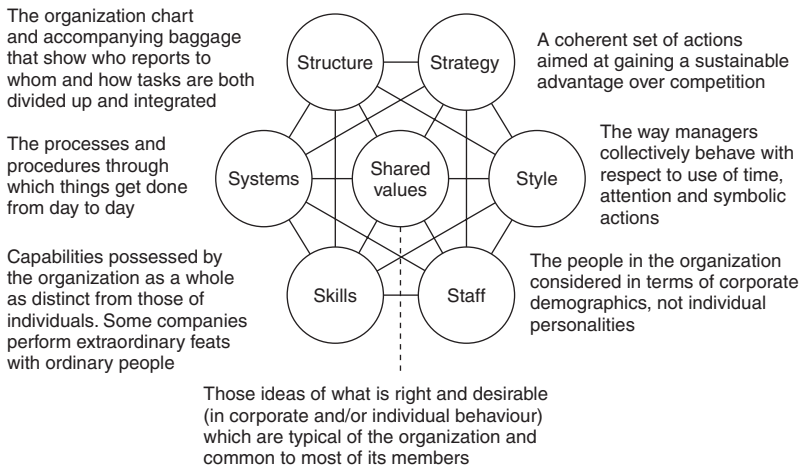 The organization chart
and accompanying baggage
that show who reports to
whom and how tasks are both
divided up and integrated
Structure
Strategy
A coherent set of actions
aimed at gaining a sustainable
advantage over competition
The processes and
procedures through
which things get done
from day to day
Systems
Shared
values
Style
The way managers
collectively behave with
respect to use of time,
attention and symbolic
actions
Capabilities possessed by
the organization as a whole
as distinct from those of
individuals. Some companies
perform extraordinary feats
with ordinary people
Skills
Staff
The people in the organization
considered in terms of corporate
demographics, not individual
personalities
Those ideas of what is right and desirable
(in corporate and/or individual behaviour)
which are typical of the organization and
common to most of its members